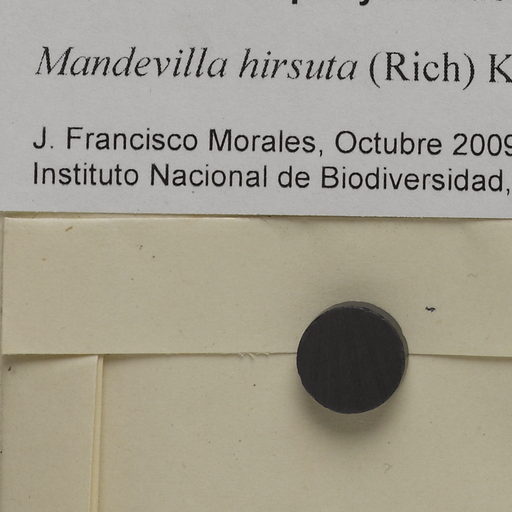 Mandevilla hirsuta (Rich) K
J. Francisco Morales, Octubre 2009
Instituto Nacional de Biodiversidad,